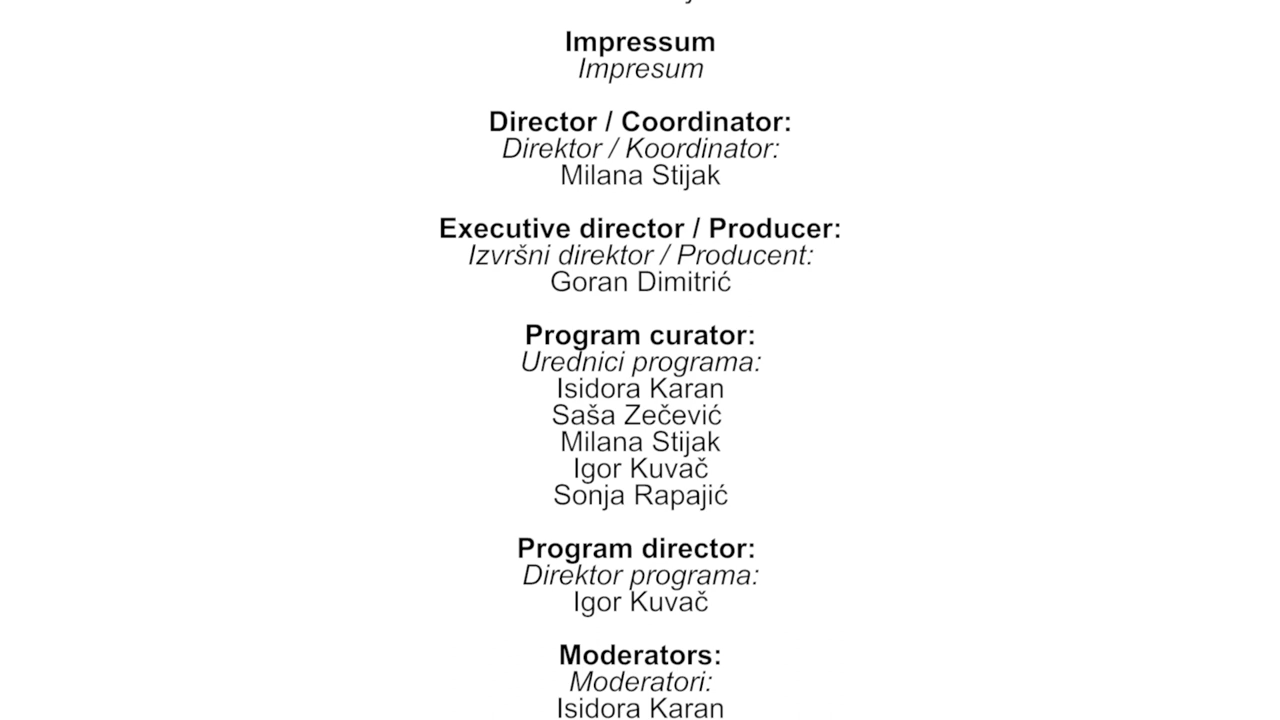 Impressum
Impresum
Director / Coordinator:
Direktor / Koordinator:
Milana Stijak
Executive director / Producer:
Izvršni direktor / Producent:
Goran Dimitrić
Program curator:
Urednici programa:
Isidora Karan
Saša Zečević
Milana Stijak
Igor Kuvač
Sonja Rapajić
Program director:
Direktor programa:
Igor Kuvač
Moderators:
Moderatori:
Isidora Karan